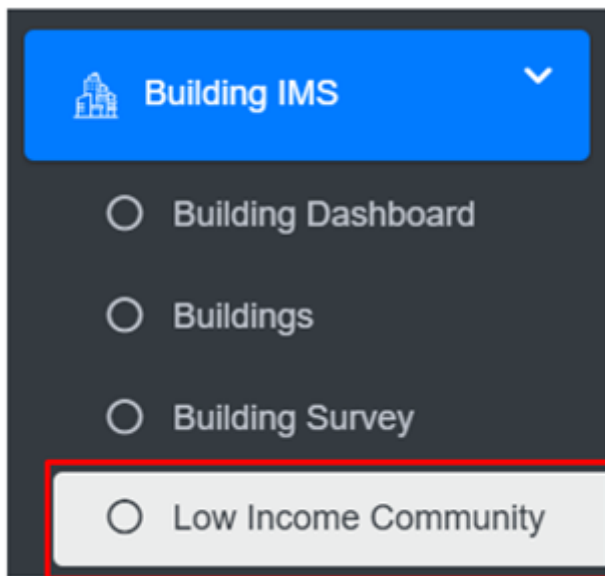 Building IMS
Building Dashboard
Buildings
Building Survey
Low Income Community